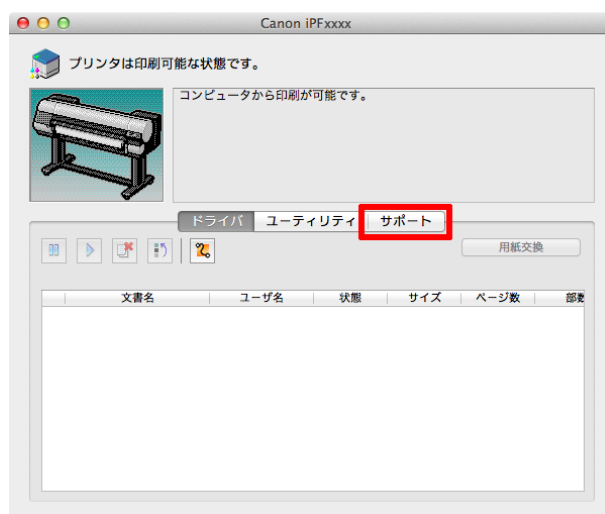 Canon iPFxxxx
プリンタは印刷可能な状態です。
コンピュータから印刷が可能です。
ドライバ ユーティリティ サポート
用紙交換
文書名 ユーザ名 状態 サイズ ページ数 部数